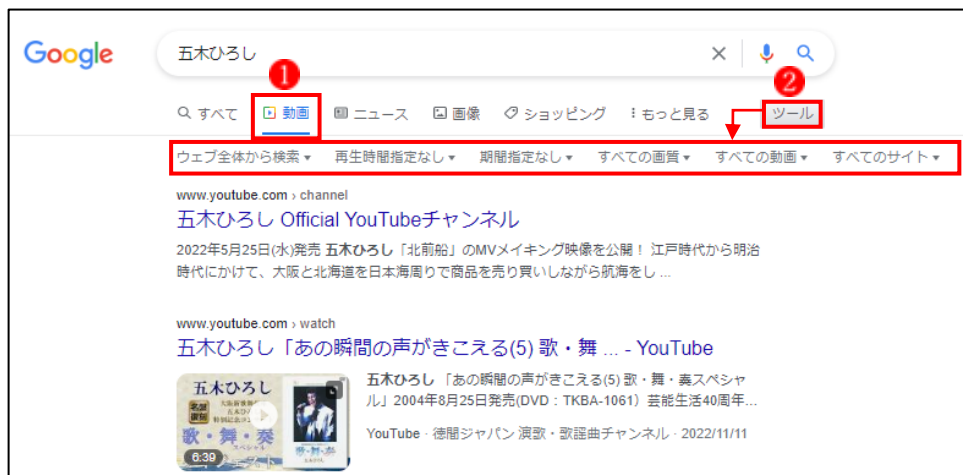 Google
五木ひろし
1
2
すべて 動画 ニュース 画像 ショッピング もっと見る ツール
ウェブ全体から検索▼ 再生時間指定なし▼ 期間指定なし▼ すべての画質▼ すべての動画▼ すべてのサイト▼
www.youtube.com › channel
五木ひろし Official YouTubeチャンネル
2022年5月25日(水)発売 五木ひろし「北前船」のMVメイキング映像を公開！ 江戸時代から明治
時代にかけて、大阪と北海道を日本海周りで商品を売り買いしながら航海をし ...
www.youtube.com › watch
五木ひろし「あの瞬間の声がきこえる(5) 歌・舞 ... - YouTube
五木ひろし 「あの瞬間の声がきこえる(5) 歌・舞・奏スペシャ
ル」2004年8月25日発売(DVD：TKBA-1061）芸能生活40周年...
YouTube · 徳間ジャパン 演歌・歌謡曲チャンネル · 2022/11/11
五木ひろし
歌・舞・奏
スペシャル
6:39